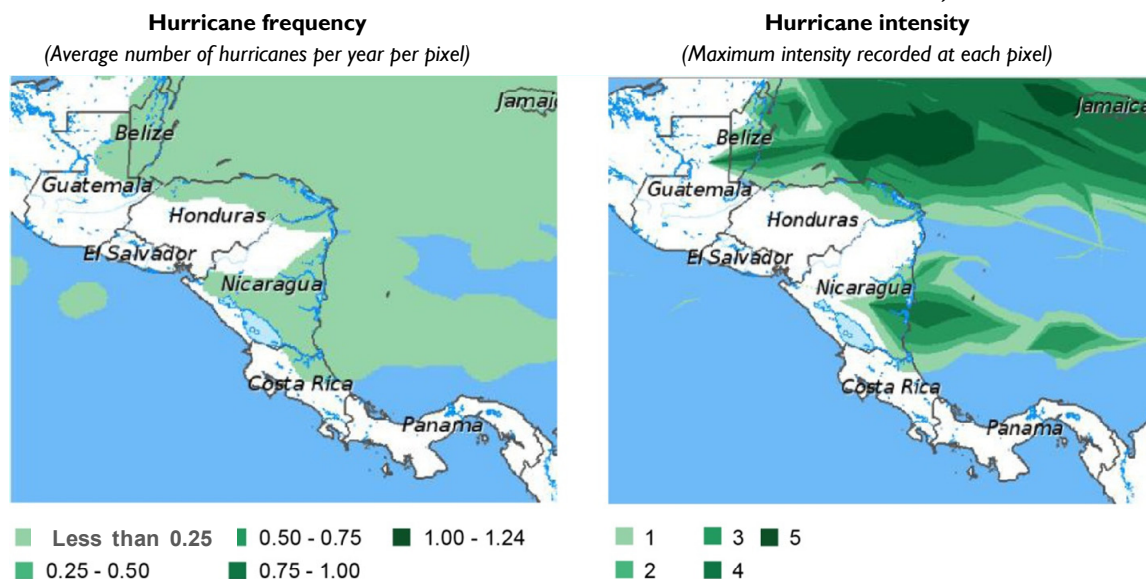 Hurricane frequency
(Average number of hurricanes per year per pixel)
Jamaic
Belize
Guatemala
Honduras
El Salvador
Nicaragua
Costa Rica
Panama
Less than 0.25
0.50 - 0.75
1.00 - 1.24
0.25 - 0.50
0.75 - 1.00
Hurricane intensity
(Maximum intensity recorded at each pixel)
Jamaica
Belize
Guatemala
Honduras
El Salvador
Nicaragua
Costa Rica
Panama
1
3
5
2
4